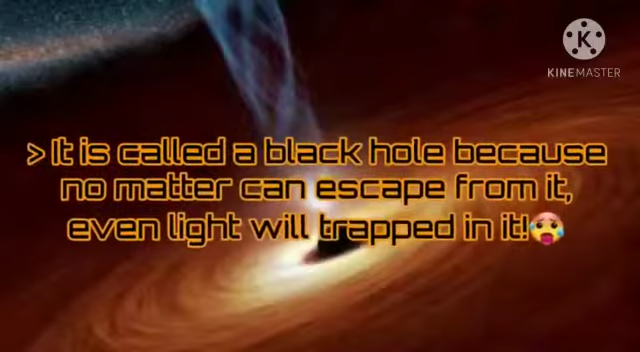 KINEMASTER
> It is called a black hole because
no matter can escape from it,
even light will trapped in it!🥵